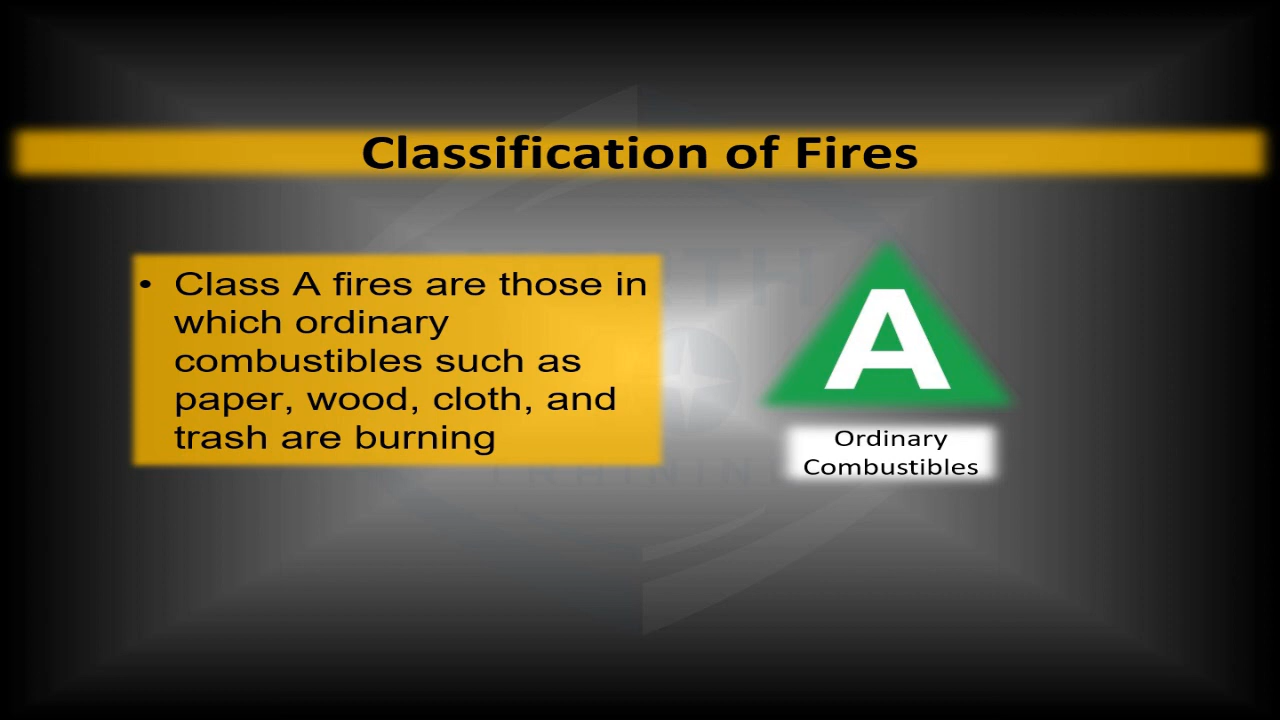 Classification of Fires
• Class A fires are those in
which ordinary
combustibles such as
paper, wood, cloth, and
trash are burning
A
Ordinary
Combustibles